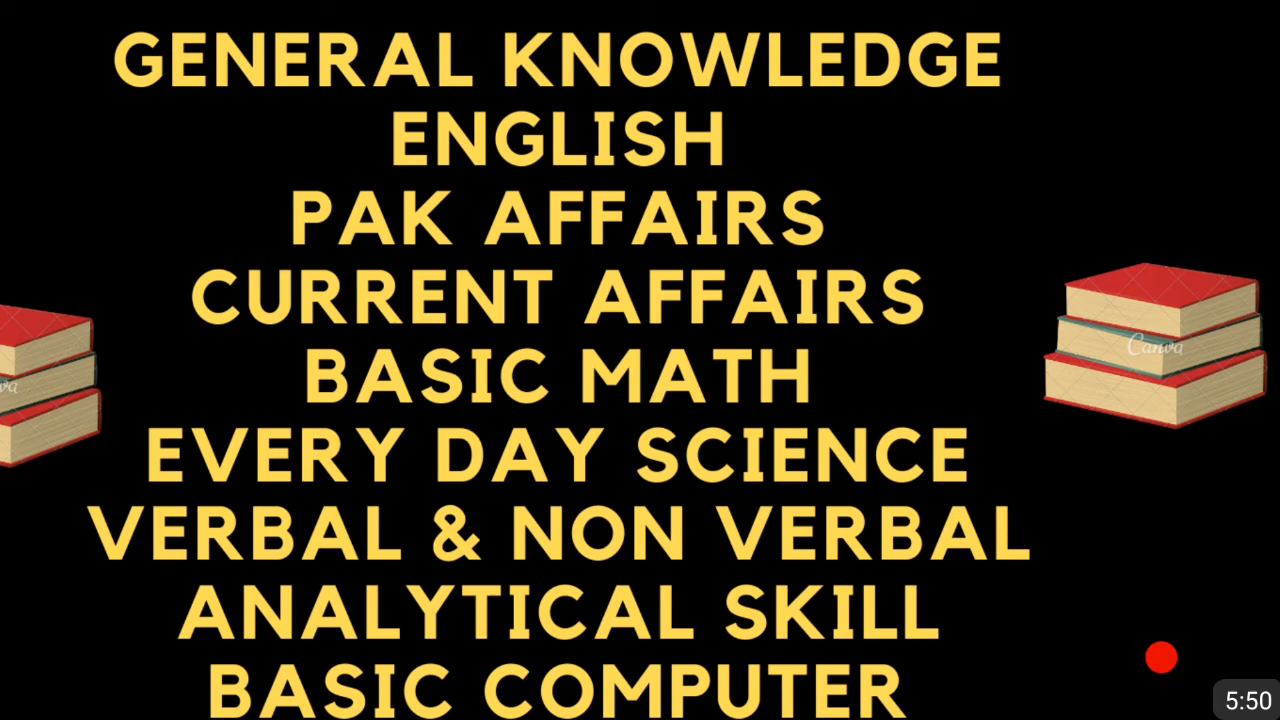 GENERAL KNOWLEDGE
ENGLISH
PAK AFFAIRS
CURRENT AFFAIRS
BASIC MATH
EVERY DAY SCIENCE
VERBAL & NON VERBAL
ANALYTICAL SKILL
BASIC COMPUTER
Canva
va
5:50